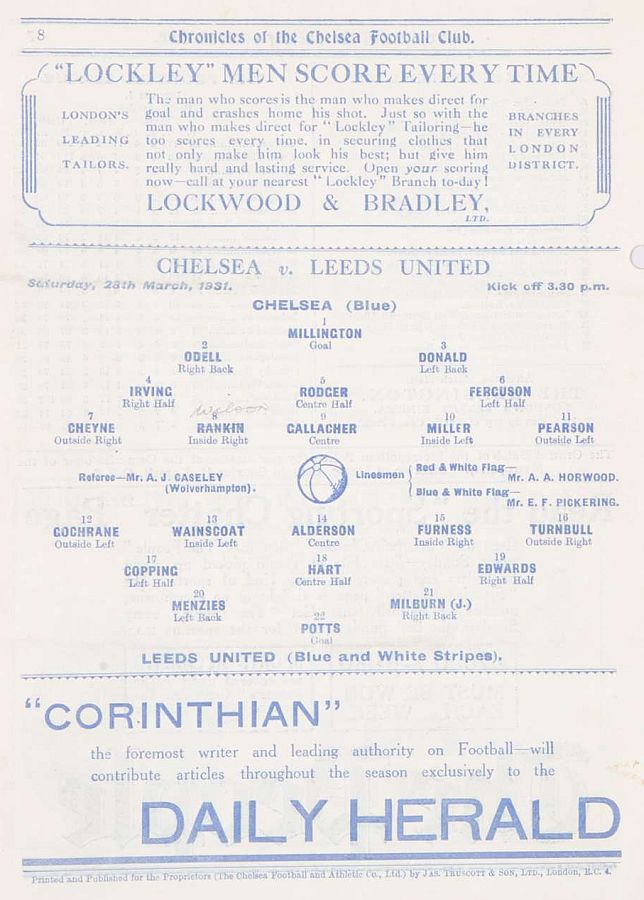 8
Chronicles of the Chelsea Football Club.
"LOCKLEY" MEN SCORE EVERY TIME
LONDON'S
LEADING
TAILORS.
The man who scores is the man who makes direct for
goal and crashes home his shot. Just so with the
man who makes direct for "Lockley" Tailoring—he
too scores every time, in securing clothes that
not only make him look his best; but give him
really hard and lasting service. Open your scoring
now—call at your nearest "Lockley" Branch to-day!
BRANCHES
IN EVERY
LONDON
DISTRICT.
LOCKWOOD & BRADLEY,
LTD.
CHELSEA v. LEEDS UNITED
Saturday, 28th March, 1931. Kick off 3.30 p.m.
CHELSEA (Blue)
1
MILLINGTON
Goal
2 3
ODELL DONALD
Right Back Left Back
4 5 6
IRVING RODGER FERGUSON
Right Half Centre Half Left Half
wilson
7 8 9 10 11
CHEYNE RANKIN GALLACHER MILLER PEARSON
Outside Right Inside Right Centre Inside Left Outside Left
Referee—Mr. A. J. CASELEY
(Wolverhampton).
Linesmen
Red & White Flag—
Mr. A. A. HORWOOD.
Blue & White Flag—
Mr. E. F. PICKERING.
12 13 14 15 16
COCHRANE WAINSCOAT ALDERSON FURNESS TURNBULL
Outside Left Inside Left Centre Inside Right Outside Right
17 18 19
COPPING HART EDWARDS
Left Half Centre Half Right Half
20 21
MENZIES MILBURN (J.)
Left Back Right Back
22
POTTS
Goal
LEEDS UNITED (Blue and White Stripes).
"CORINTHIAN"
the foremost writer and leading authority on Football—will
contribute articles throughout the season exclusively to the
DAILY HERALD
Printed and Published for the Proprietors (The Chelsea Football and Athletic Co., Ltd.) by JAS. TRUSCOTT & SON, LTD., London, E.C. 4.